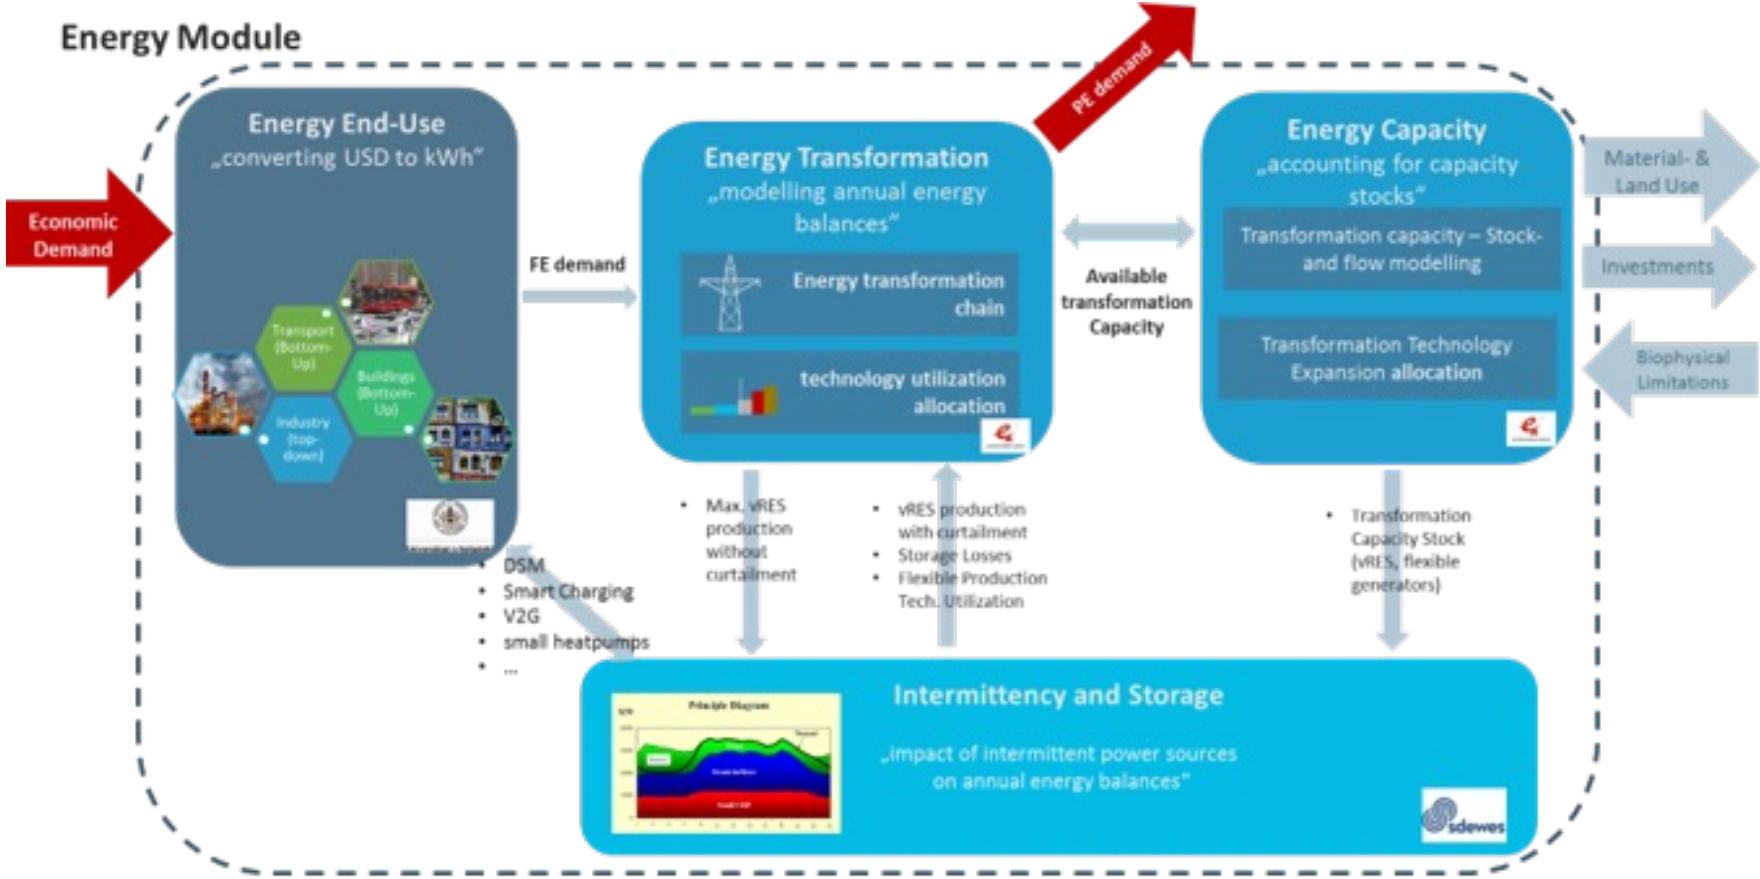 Energy Module
Energy End-Use
„converting USD to kWh“
Economic
Demand
Transport
(Bottom-
Up)
Buildings
(Bottom-
Up)
Industry
(top-
down)
FE demand
Energy Transformation
„modelling annual energy
balances“
Energy transformation
chain
technology utilization
allocation
PE demand
Available
transformation
Capacity
Energy Capacity
„accounting for capacity
stocks“
Transformation capacity – Stock-
and flow modelling
Transformation Technology
Expansion allocation
Material- &
Land Use
Investments
Biophysical
Limitations
• DSM
• Smart Charging
• V2G
• small heatpumps
• ...
• Max. vRES
production
without
curtailment
• vRES production
with curtailment
• Storage Losses
• Flexible Production
Tech. Utilization
• Transformation
Capacity Stock
(vRES, flexible
generators)
Intermittency and Storage
„impact of intermittent power sources
on annual energy balances“
Principle Diagram
sdewes